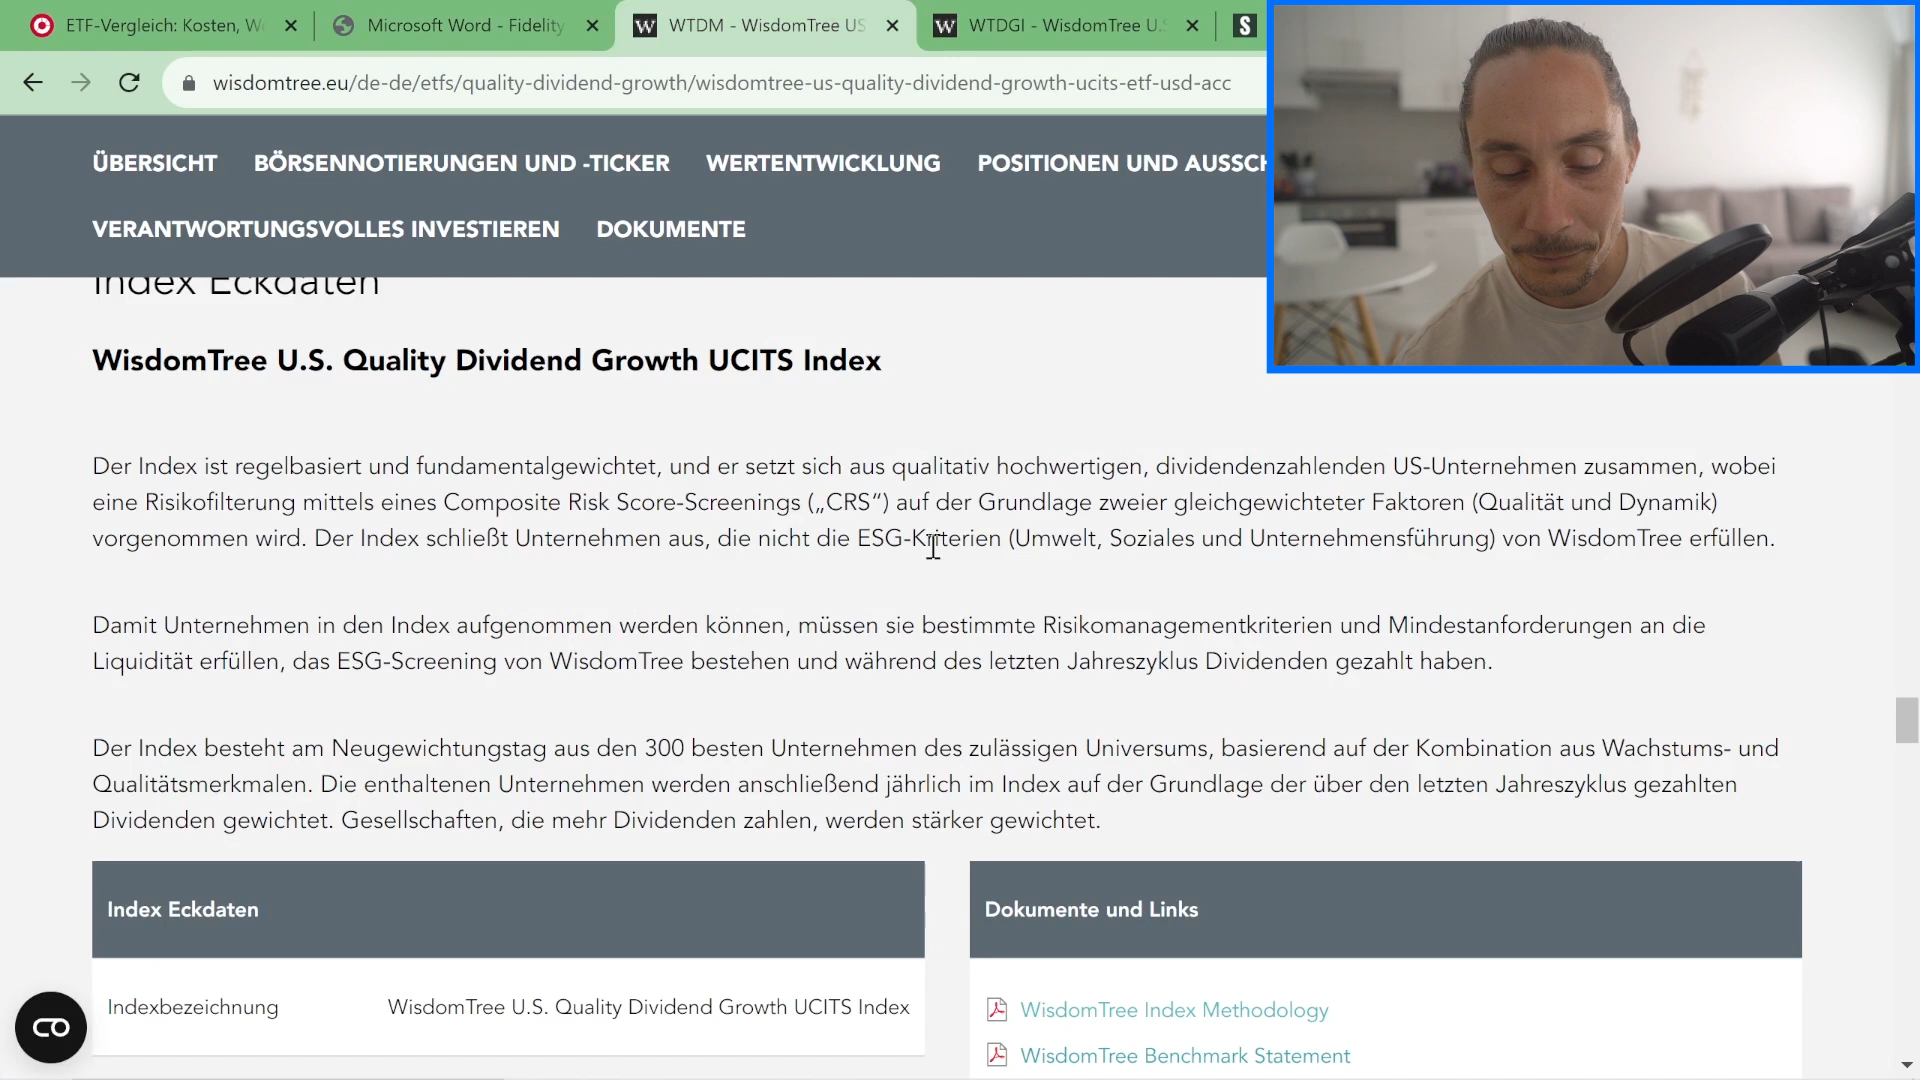 ETF-Vergleich: Kosten, We
Microsoft Word - Fidelity
WTDM - WisdomTree US
WTDGI - WisdomTree U.S
wisdomtree.eu/de-de/etfs/quality-dividend-growth/wisdomtree-us-quality-dividend-growth-ucits-etf-usd-acc
ÜBERSICHT BÖRSENNOTIERUNGEN UND -TICKER WERTENTWICKLUNG POSITIONEN UND AUSSCH
VERANTWORTUNGSVOLLES INVESTIEREN DOKUMENTE
Index Eckdaten
WisdomTree U.S. Quality Dividend Growth UCITS Index
Der Index ist regelbasiert und fundamentalgewichtet, und er setzt sich aus qualitativ hochwertigen, dividendenzahlenden US-Unternehmen zusammen, wobei
eine Risikofilterung mittels eines Composite Risk Score-Screenings („CRS“) auf der Grundlage zweier gleichgewichteter Faktoren (Qualität und Dynamik)
vorgenommen wird. Der Index schließt Unternehmen aus, die nicht die ESG-Kriterien (Umwelt, Soziales und Unternehmensführung) von WisdomTree erfüllen.
Damit Unternehmen in den Index aufgenommen werden können, müssen sie bestimmte Risikomanagementkriterien und Mindestanforderungen an die
Liquidität erfüllen, das ESG-Screening von WisdomTree bestehen und während des letzten Jahreszyklus Dividenden gezahlt haben.
Der Index besteht am Neugewichtungstag aus den 300 besten Unternehmen des zulässigen Universums, basierend auf der Kombination aus Wachstums- und
Qualitätsmerkmalen. Die enthaltenen Unternehmen werden anschließend jährlich im Index auf der Grundlage der über den letzten Jahreszyklus gezahlten
Dividenden gewichtet. Gesellschaften, die mehr Dividenden zahlen, werden stärker gewichtet.
Index Eckdaten
Dokumente und Links
Indexbezeichnung WisdomTree U.S. Quality Dividend Growth UCITS Index
WisdomTree Index Methodology
WisdomTree Benchmark Statement